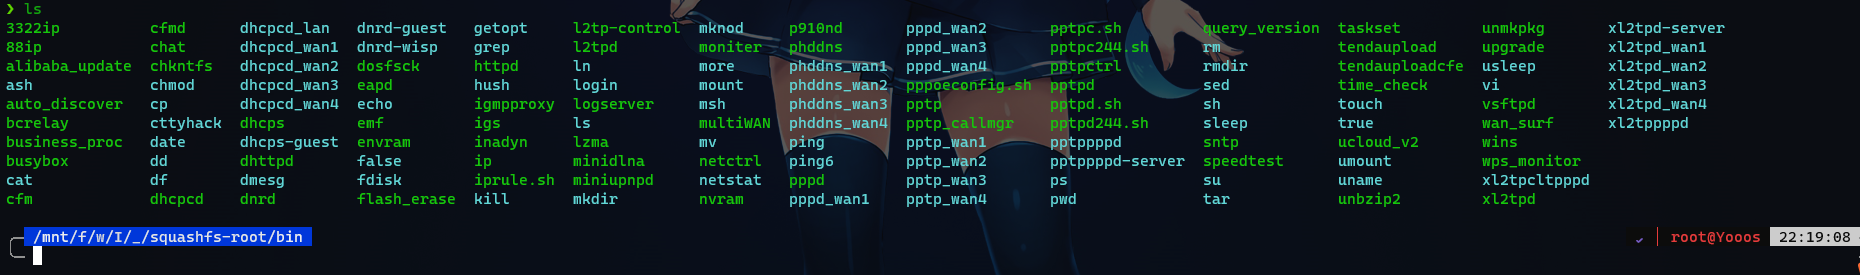 ❯ ls
3322ip cfmd dhcpcd_lan dnrd-guest getopt l2tp-control mknod p910nd pppd_wan2 pptpc.sh query_version taskset unmkpkg xl2tpd-server
88ip chat dhcpcd_wan1 dnrd-wisp grep l2tpd moniter phddns pppd_wan3 pptpc244.sh rm tendaupload upgrade xl2tpd_wan1
alibaba_update chkntfs dhcpcd_wan2 dosfsck httpd ln more phddns_wan1 pppd_wan4 pptpctrl rmdir tendauploadcfe usleep xl2tpd_wan2
ash chmod dhcpcd_wan3 eapd hush login mount phddns_wan2 pppoeconfig.sh pptpd sed time_check vi xl2tpd_wan3
auto_discover cp dhcpcd_wan4 echo igmpproxy logserver msh phddns_wan3 pptp pptpd.sh sh touch vsftpd xl2tpd_wan4
bcrelay cttyhack dhcps emf igs ls multiWAN phddns_wan4 pptp_callmgr pptpd244.sh sleep true wan_surf xl2tppppd
business_proc date dhcps-guest envram inadyn lzma mv ping pptp_wan1 pptppppd sntp ucloud_v2 wins
busybox dd dhttpd false ip minidlna netctrl ping6 pptp_wan2 pptppppd-server speedtest umount wps_monitor
cat df dmesg fdisk iprule.sh miniupnpd netstat pppd pptp_wan3 ps su uname xl2tpcltpppd
cfm dhcpcd dnrd flash_erase kill mkdir nvram pppd_wan1 pptp_wan4 pwd tar unbzip2 xl2tpd
/mnt/f/w/I/_/squashfs-root/bin ✓ root@Yooos 22:19:08